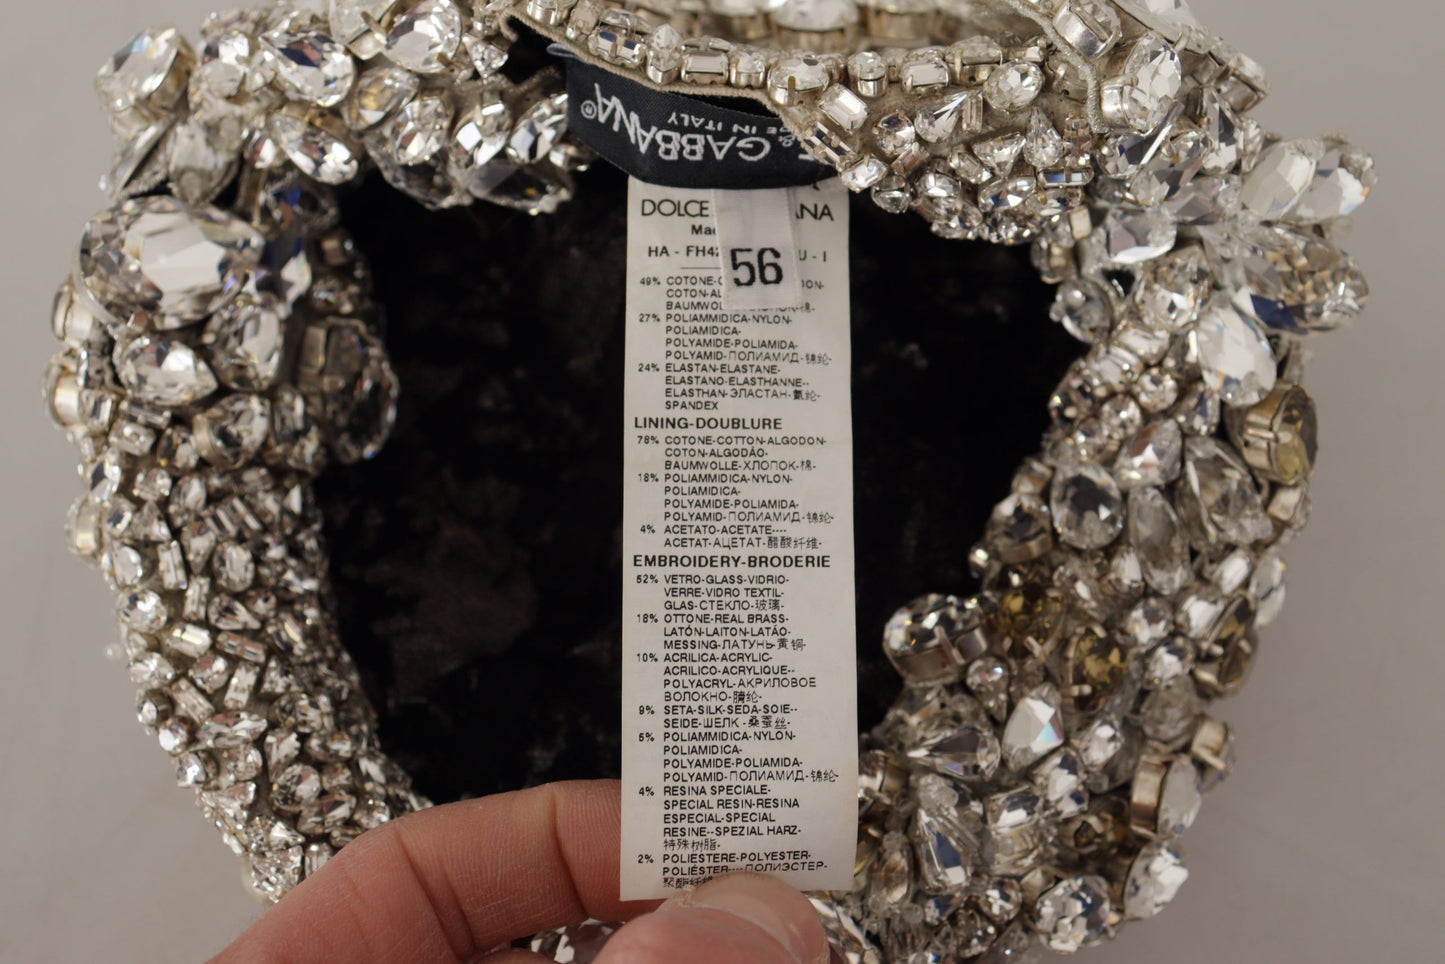 & GABBANA®
E IN ITALY
DOLCE
NA
HA - FH42
U - I
56
49% COTONE-
COTON-AL
BAUMWOL
27% POLIAMMIDICA-NYLON-
POLIAMIDICA-
POLYAMIDE-POLIAMIDA-
POLYAMID-ПОЛИАМИД-锦纶-
24% ELASTAN-ELASTANE-
ELASTANO-ELASTHANNE--
ELASTHAN-ЭЛАСТАН-氨纶-
SPANDEX
LINING-DOUBLURE
78% COTONE-COTTON-ALGODON-
COTON-ALGODÃO-
BAUMWOLLE-ХЛОПОК-棉-
18% POLIAMMIDICA-NYLON-
POLIAMIDICA-
POLYAMIDE-POLIAMIDA-
POLYAMID-ПОЛИАМИД-锦纶-
4% ACETATO-ACETATE----
ACETAT-АЦЕТАТ-醋酸纤维-
EMBROIDERY-BRODERIE
52% VETRO-GLASS-VIDRIO-
VERRE-VIDRO TEXTIL-
GLAS-СТЕКЛО-玻璃-
18% OTTONE-REAL BRASS-
LATÓN-LAITON-LATÃO-
MESSING-ЛАТУНЬ-黄铜-
10% ACRILICA-ACRYLIC-
ACRILICO-ACRYLIQUE--
POLYACRYL-АКРИЛОВОЕ
ВОЛОКНО-腈纶-
9% SETA-SILK-SEDA-SOIE--
SEIDE-ШЕЛК-桑蚕丝-
5% POLIAMMIDICA-NYLON-
POLIAMIDICA-
POLYAMIDE-POLIAMIDA-
POLYAMID-ПОЛИАМИД-锦纶-
4% RESINA SPECIALE-
SPECIAL RESIN-RESINA
ESPECIAL-SPECIAL
RESINE--SPEZIAL HARZ-
特殊树脂-
2% POLIESTERE-POLYESTER-
POLIÉSTER----ПОЛИЭСТЕР-
聚酯纤维